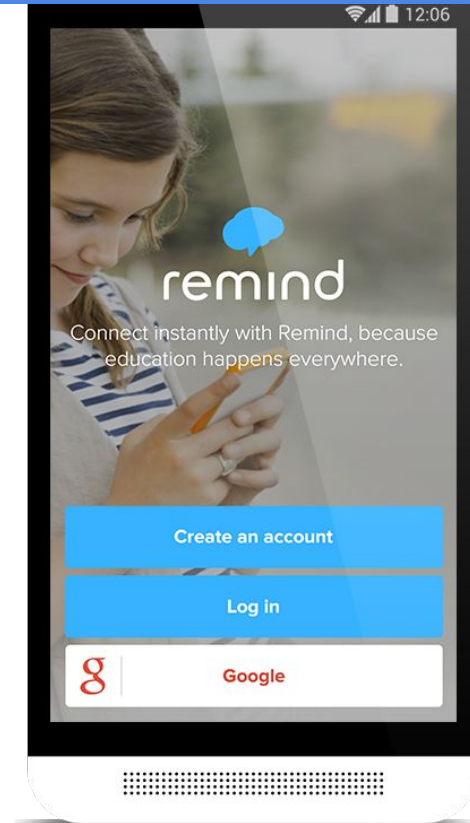 12:06
remind
Connect instantly with Remind, because
education happens everywhere.
Create an account
Log in
g
Google